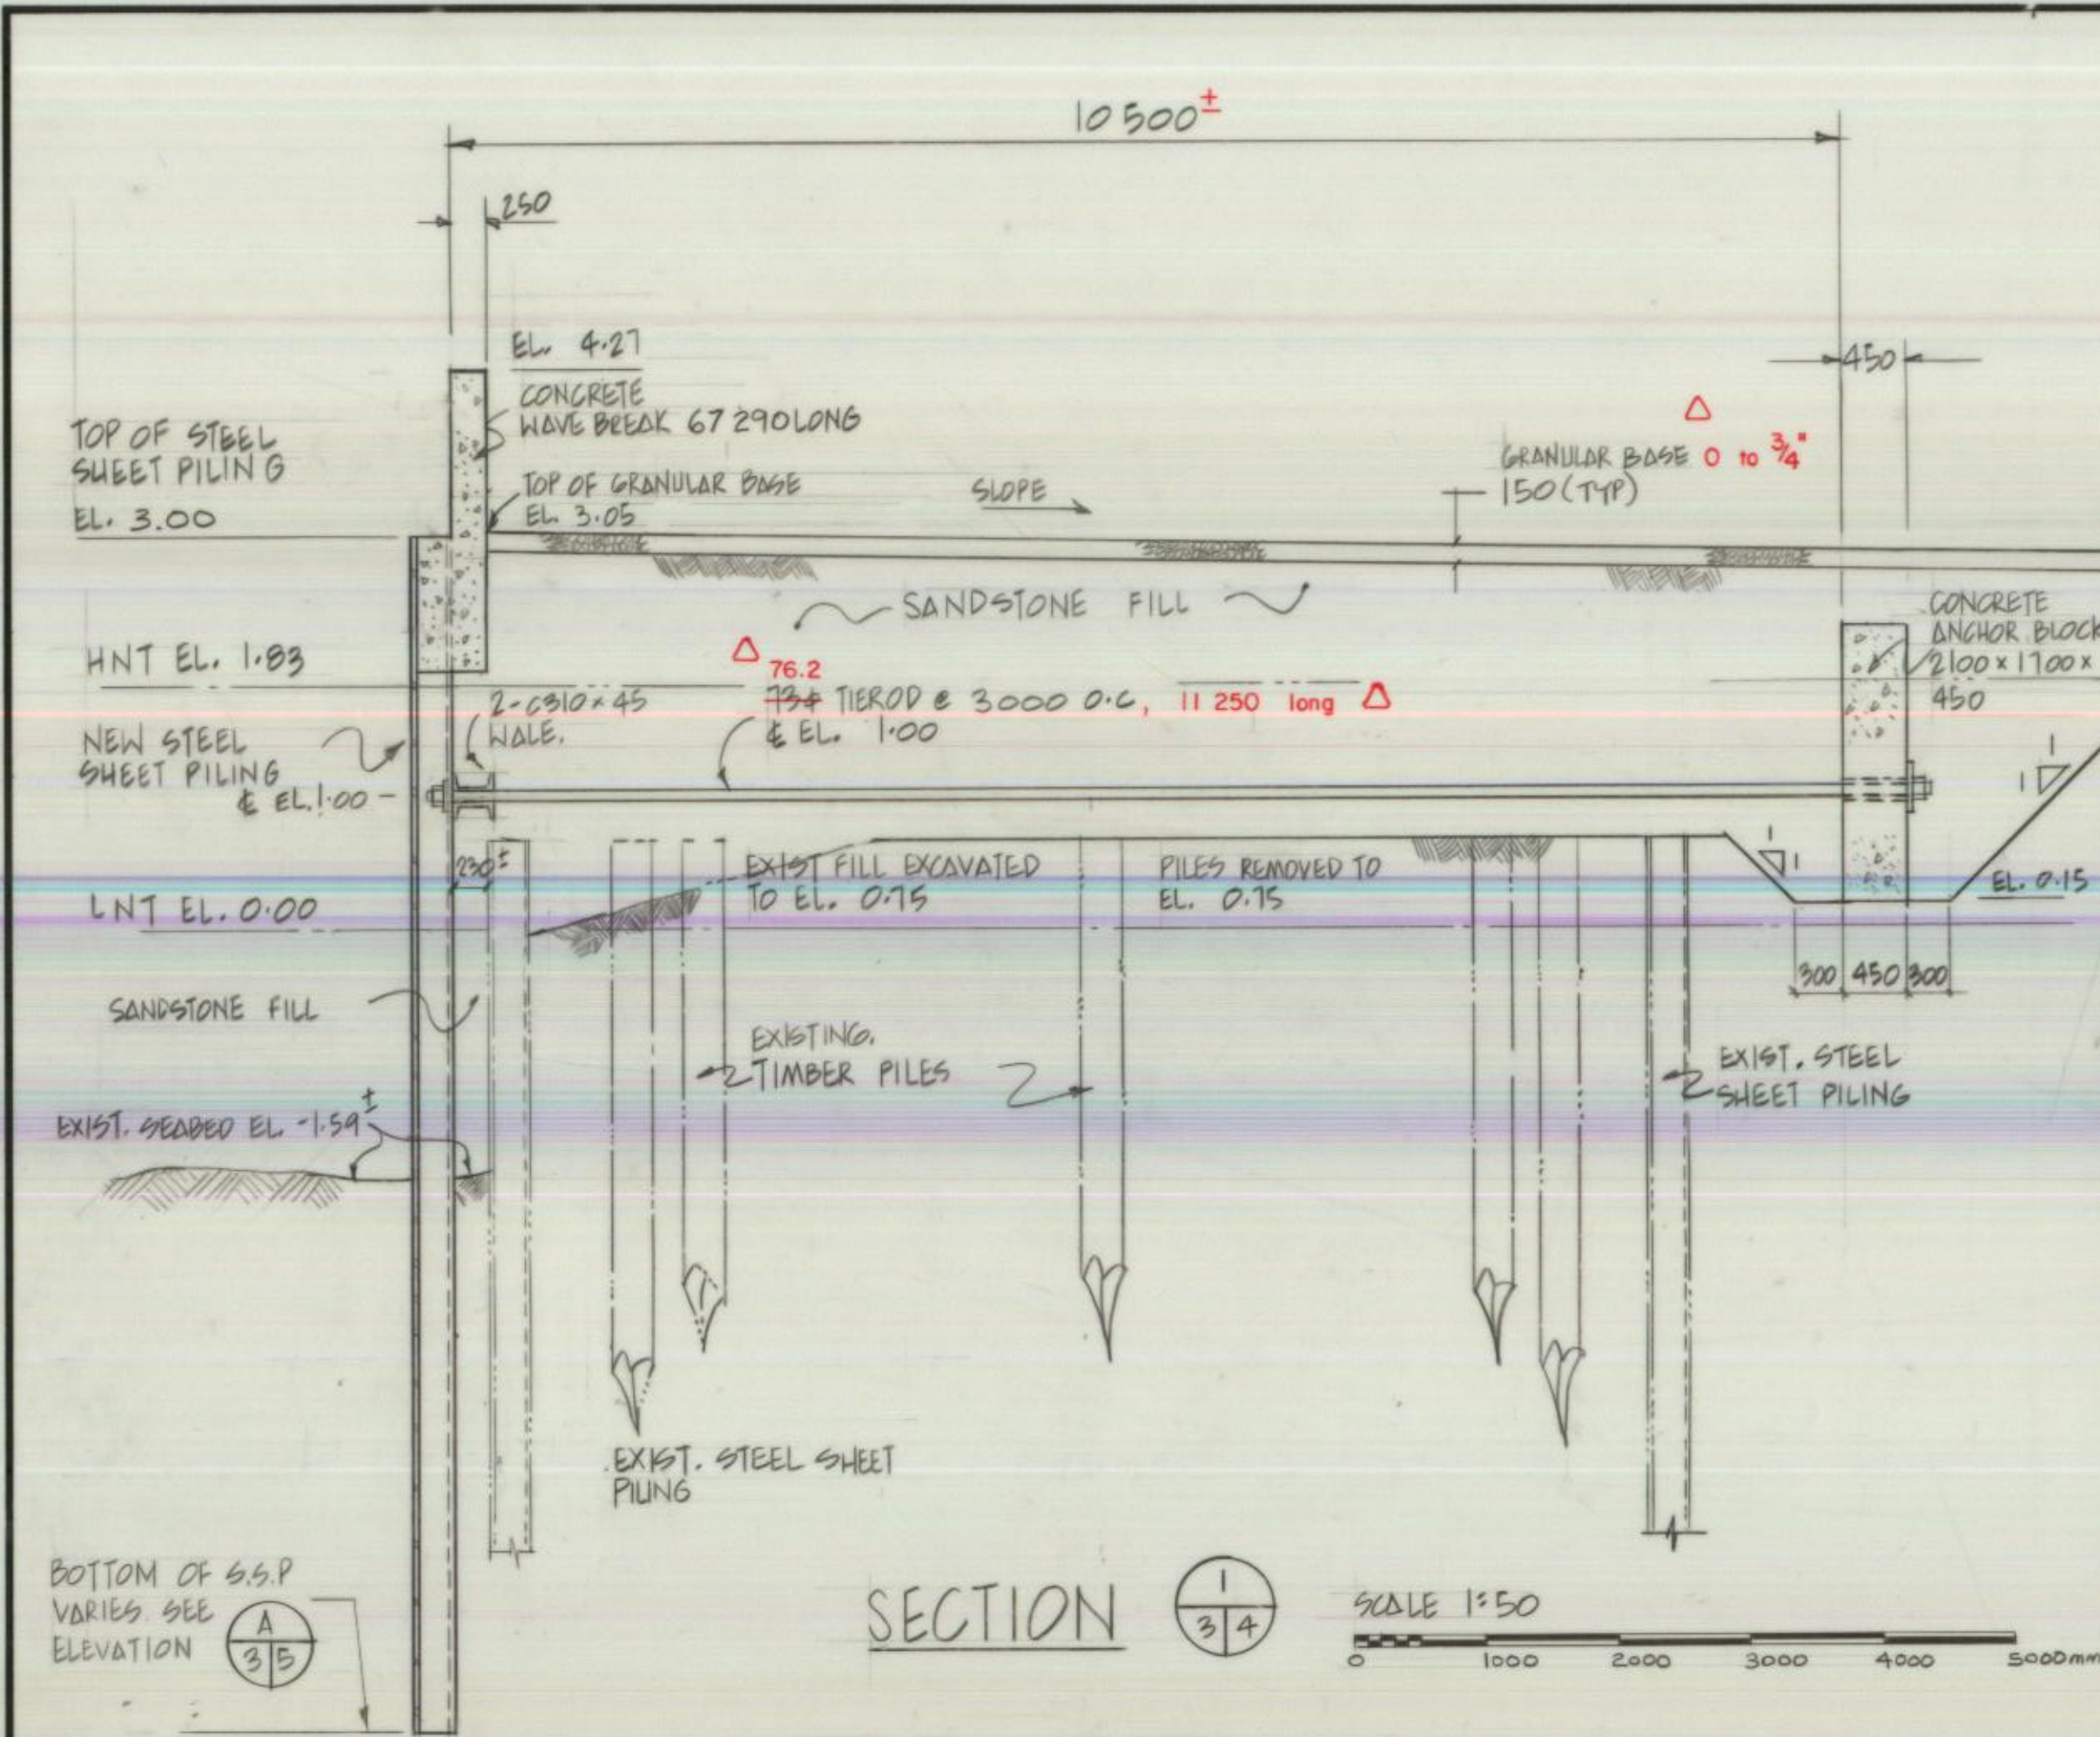 10 500±
250
EL. 4.27
CONCRETE
WAVE BREAK 67 290 LONG
450
TOP OF STEEL
SHEET PILING
EL. 3.00
TOP OF GRANULAR BASE
EL. 3.05
SLOPE
GRANULAR BASE 0 to 3/4"
150 (TYP)
SANDSTONE FILL
CONCRETE
ANCHOR BLOCK
2100 x 1700 x
450
HNT EL. 1.83
76.2
2-C310x45
WALE.
TIEROD @ 3000 O.C, 11 250 long
℄ EL. 1.00
NEW STEEL
SHEET PILING
℄ EL. 1.00
1
1
1
1
230±
EXIST FILL EXCAVATED
TO EL. 0.75
PILES REMOVED TO
EL. 0.75
EL. 0.15
LNT EL. 0.00
300 450 300
SANDSTONE FILL
EXISTING.
TIMBER PILES
EXIST. STEEL
SHEET PILING
EXIST. SEABED EL -1.59±
EXIST. STEEL SHEET
PILING
BOTTOM OF S.S.P
VARIES SEE
ELEVATION
A
3 5
SECTION
1
3 4
SCALE 1:50
0 1000 2000 3000 4000 5000mm